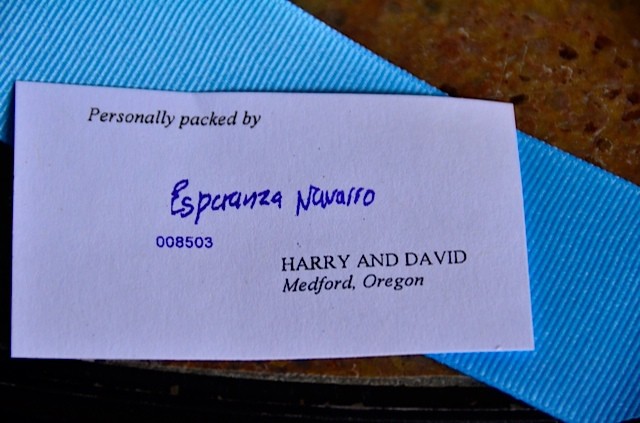 Personally packed by
Esperanza Navarro
008503
HARRY AND DAVID
Medford, Oregon